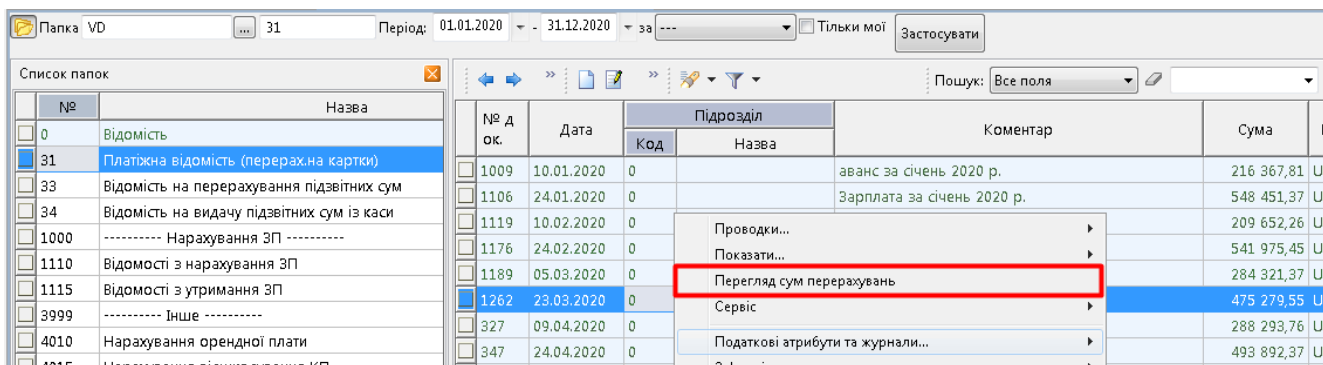 Папка VD ... 31 Період: 01.01.2020 - 31.12.2020 за --- Тільки мої Застосувати
Список папок
№ Назва
0 Відомість
31 Платіжна відомість (перерах.на картки)
33 Відомість на перерахування підзвітних сум
34 Відомість на видачу підзвітних сум із каси
1000 ---------- Нарахування ЗП ----------
1110 Відомості з нарахування ЗП
1115 Відомості з утримання ЗП
3999 ---------- Інше ----------
4010 Нарахування орендної плати
Пошук: Все поля
№ д
ок. Дата Підрозділ Коментар Сума
Код Назва
1009 10.01.2020 0 аванс за січень 2020 р. 216 367,81 U
1106 24.01.2020 0 Зарплата за січень 2020 р. 548 451,37 U
1119 10.02.2020 0 209 652,26 U
1176 24.02.2020 0 541 975,45 U
1189 05.03.2020 0 284 321,37 U
1262 23.03.2020 0 475 279,55 U
327 09.04.2020 0 288 293,76 U
347 24.04.2020 0 493 892,37 U
Проводки...
Показати...
Перегляд сум перерахувань
Сервіс
Податкові атрибути та журнали...